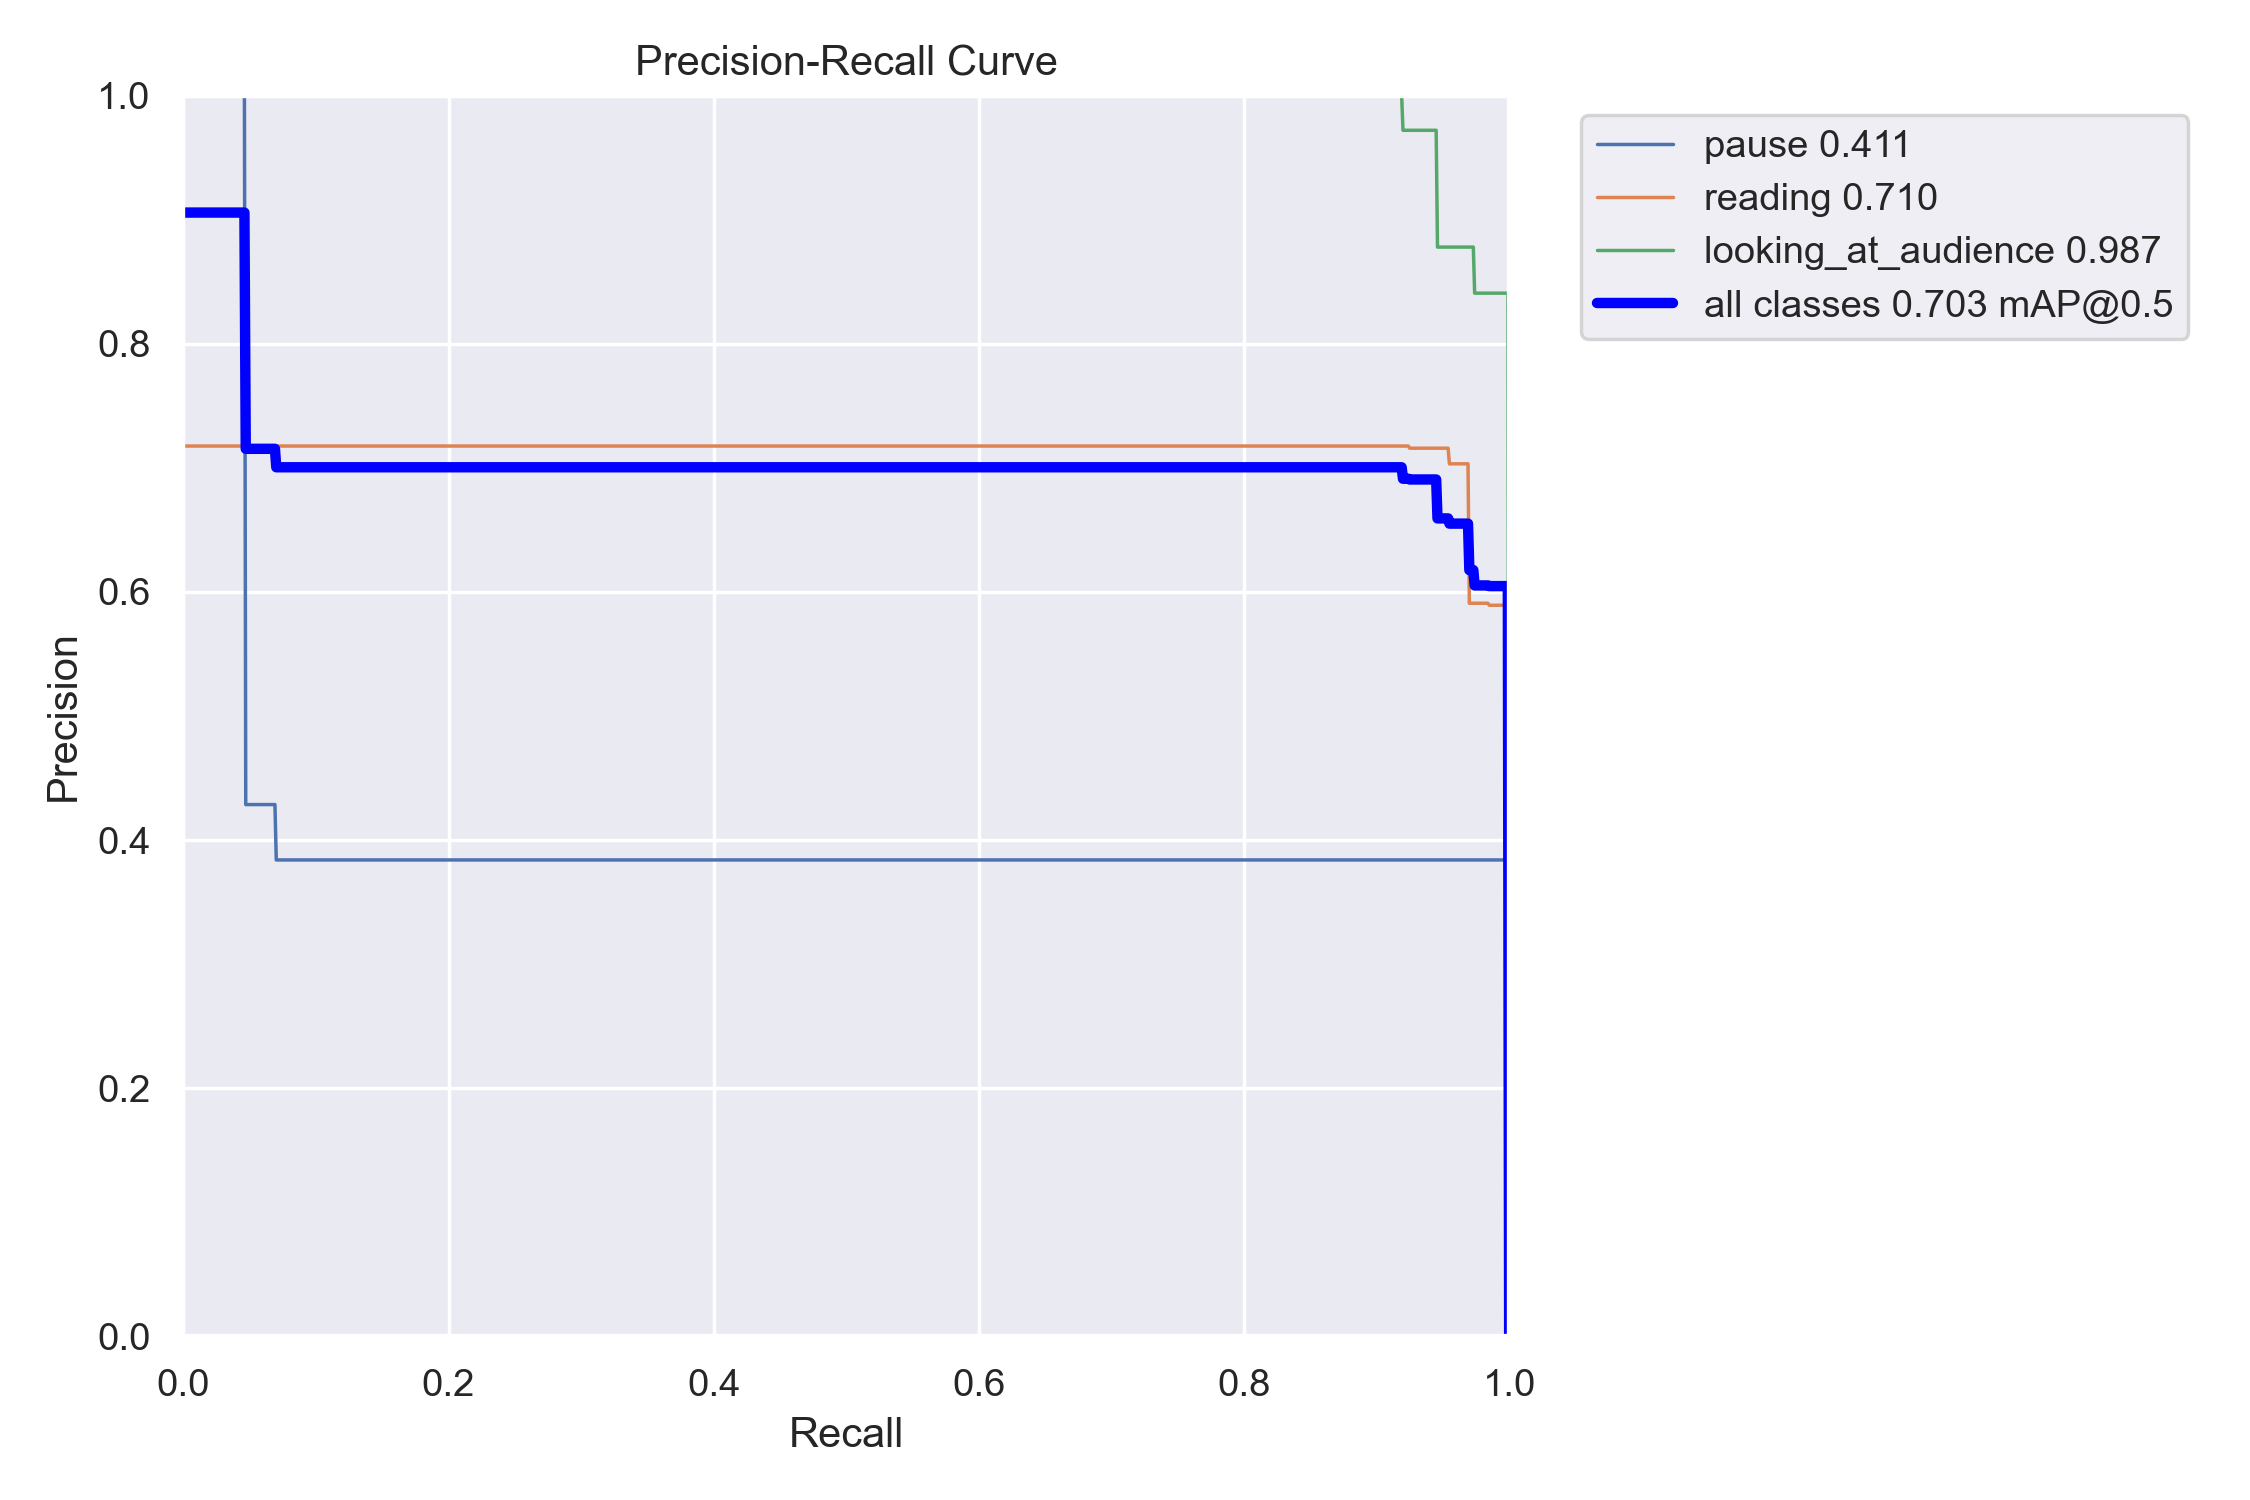 Precision-Recall Curve
1.0
0.8
0.6
0.4
0.2
0.0
Precision
0.0 0.2 0.4 0.6 0.8 1.0
Recall
pause 0.411
reading 0.710
looking_at_audience 0.987
all classes 0.703 mAP@0.5